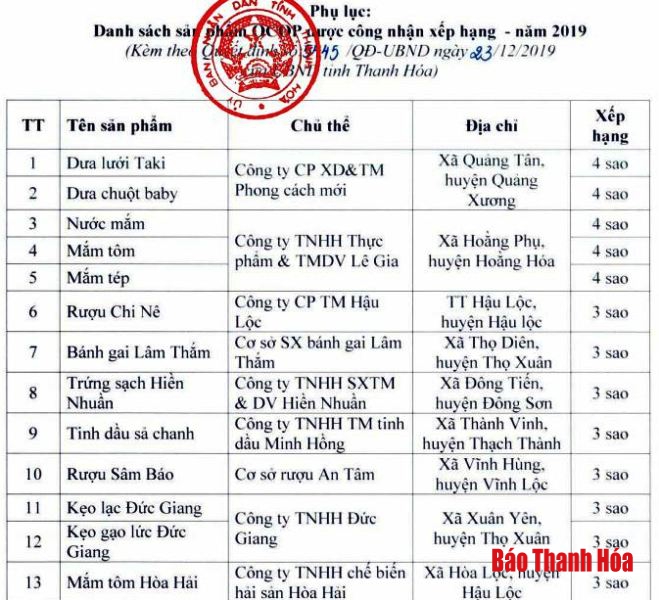 Phụ lục:
Danh sách sản phẩm OCOP được công nhận xếp hạng - năm 2019
(Kèm theo Quyết định số 5445 /QĐ-UBND ngày 23/12/2019
UBND tỉnh Thanh Hóa)
ỦY BAN NHÂN DÂN TỈNH THANH HÓA
TT Tên sản phẩm Chủ thể Địa chỉ Xếp
hạng
1 Dưa lưới Taki Công ty CP XD&TM
Phong cách mới Xã Quảng Tân,
huyện Quảng
Xương 4 sao
2 Dưa chuột baby 4 sao
3 Nước mắm Công ty TNHH Thực
phẩm & TMDV Lê Gia Xã Hoằng Phụ,
huyện Hoằng Hóa 4 sao
4 Mắm tôm 4 sao
5 Mắm tép 4 sao
6 Rượu Chi Nê Công ty CP TM Hậu
Lộc TT Hậu Lộc,
huyện Hậu lộc 3 sao
7 Bánh gai Lâm Thắm Cơ sở SX bánh gai Lâm
Thắm Xã Thọ Diên,
huyện Thọ Xuân 3 sao
8 Trứng sạch Hiền
Nhuần Công ty TNHH SXTM
& DV Hiền Nhuần Xã Đông Tiến,
huyện Đông Sơn 3 sao
9 Tinh dầu sả chanh Công ty TNHH TM tinh
dầu Minh Hồng Xã Thành Vinh,
huyện Thạch Thành 3 sao
10 Rượu Sâm Báo Cơ sở rượu An Tâm Xã Vĩnh Hùng,
huyện Vĩnh Lộc 3 sao
11 Kẹo lạc Đức Giang Công ty TNHH Đức
Giang Xã Xuân Yên,
huyện Thọ Xuân 3 sao
12 Kẹo gạo lức Đức
Giang
13 Mắm tôm Hòa Hải Công ty TNHH chế biến
hải sản Hòa Hải Xã Hòa Lộc, huyện
Hậu Lộc 3 sao
Báo Thanh Hóa